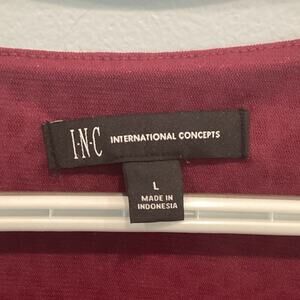 I·N·C INTERNATIONAL CONCEPTS
L
MADE IN
INDONESIA